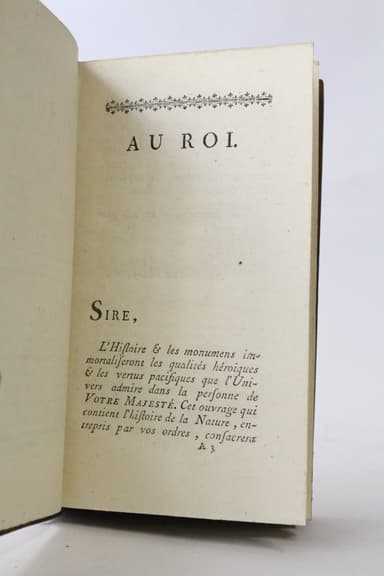 AU ROI.
SIRE,
L'Hiſtoire & les monumens im-
mortaliſeront les qualités héroïques
& les vertus pacifiques que l'Uni-
vers admire dans la perſonne de
VOTRE MAJESTÉ. Cet ouvrage qui
contient l'hiſtoire de la Nature, en-
trepris par vos ordres, conſacrera
A 3